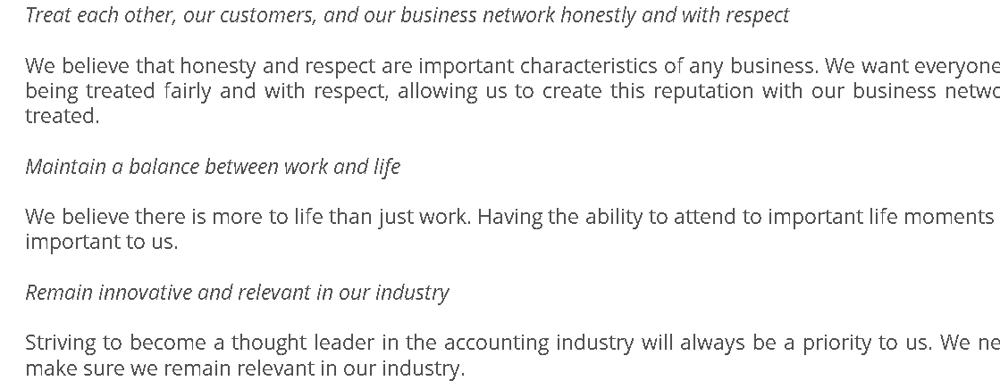 Treat each other, our customers, and our business network honestly and with respect
We believe that honesty and respect are important characteristics of any business. We want everyone
being treated fairly and with respect, allowing us to create this reputation with our business netwo
treated.
Maintain a balance between work and life
We believe there is more to life than just work. Having the ability to attend to important life moments
important to us.
Remain innovative and relevant in our industry
Striving to become a thought leader in the accounting industry will always be a priority to us. We ne
make sure we remain relevant in our industry.